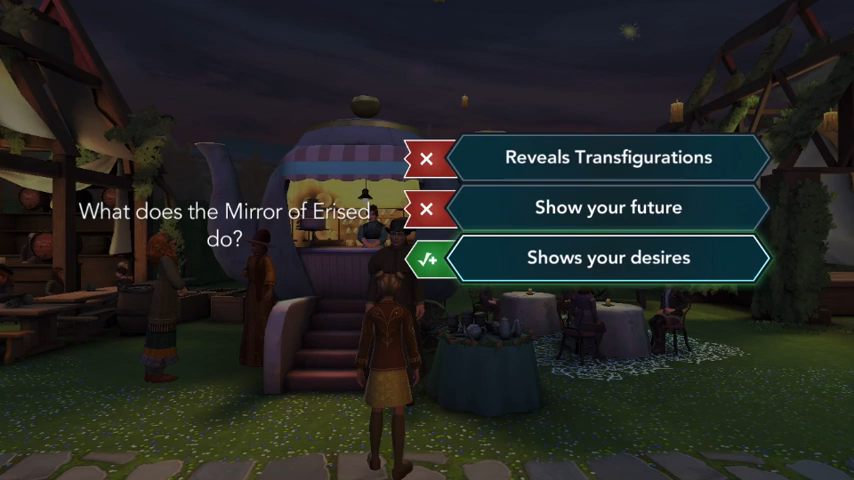 What does the Mirror of Erised
do?
Reveals Transfigurations
Show your future
Shows your desires